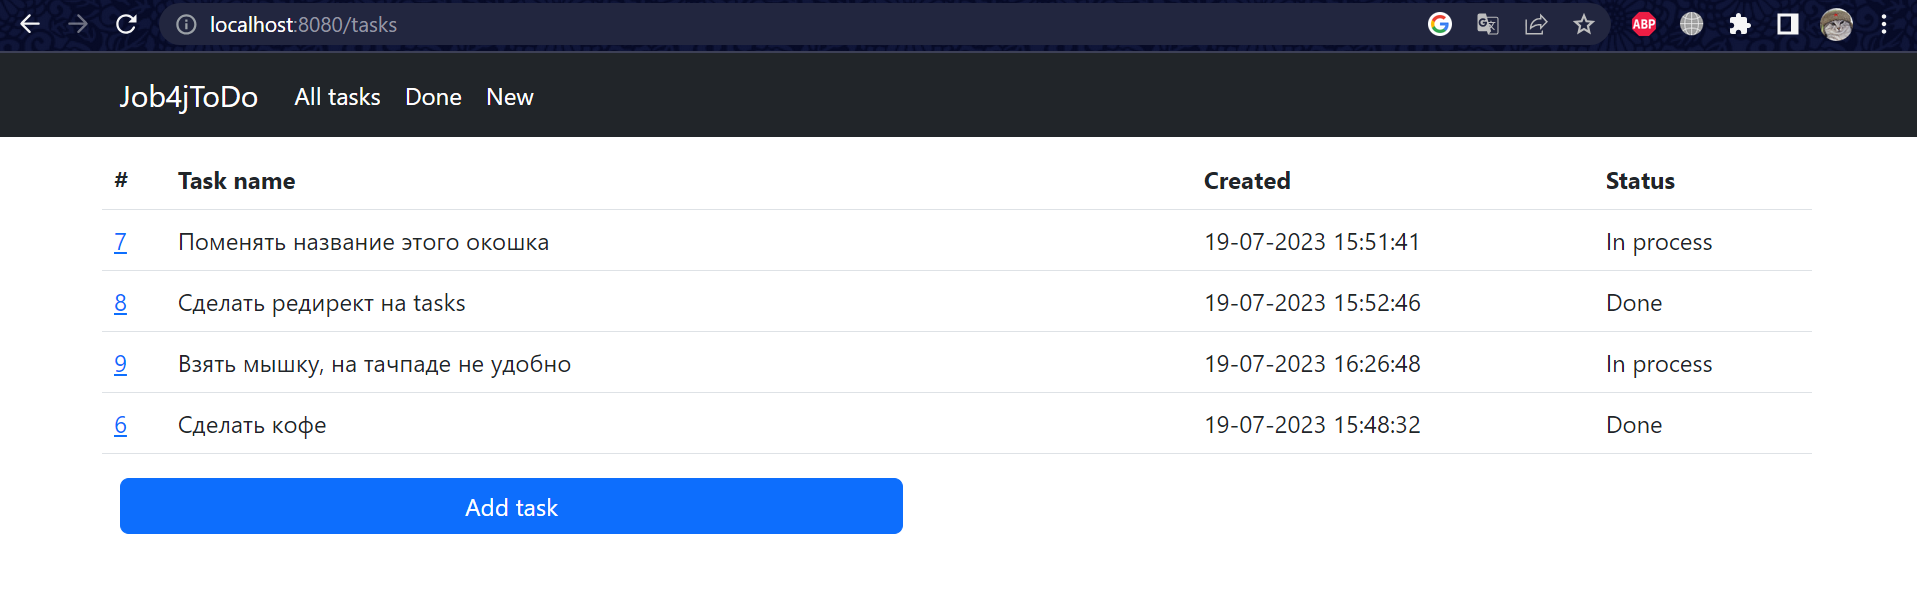 localhost:8080/tasks
ABP
Job4jToDo All tasks Done New
# Task name Created Status
7 Поменять название этого окошка 19-07-2023 15:51:41 In process
8 Сделать редирект на tasks 19-07-2023 15:52:46 Done
9 Взять мышку, на тачпаде не удобно 19-07-2023 16:26:48 In process
6 Сделать кофе 19-07-2023 15:48:32 Done
Add task